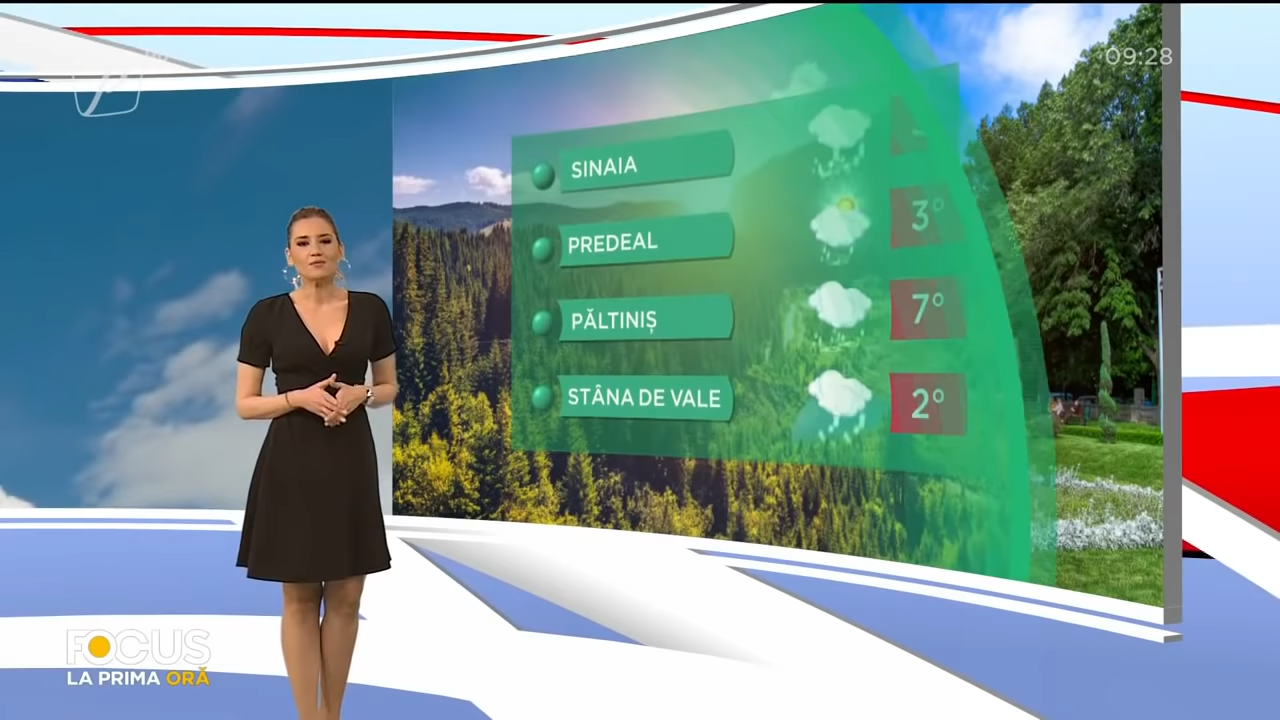 09:28
SINAIA
PREDEAL
3°
PĂLTINIȘ
7°
STÂNA DE VALE
2°
FOCUS
LA PRIMA ORĂ